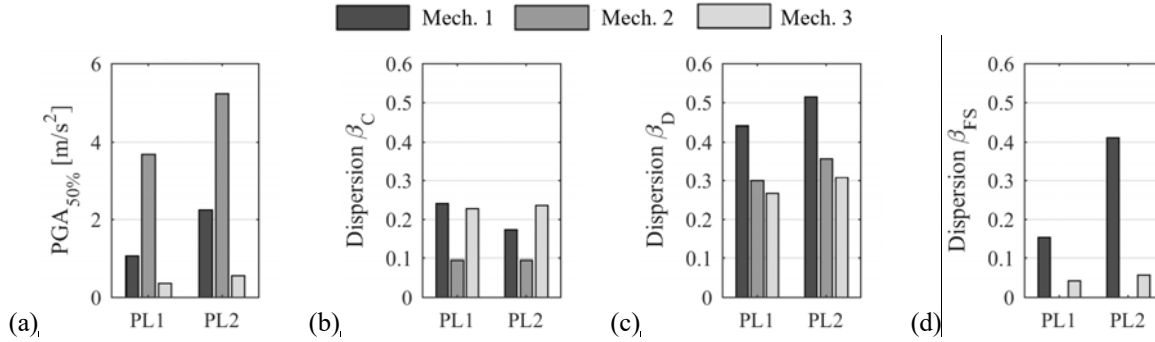 Mech. 1 Mech. 2 Mech. 3
PGA50% [m/s2]
6
4
2
0
PL1 PL2
(a)
Dispersion βC
0.6
0.5
0.4
0.3
0.2
0.1
0
PL1 PL2
(b)
Dispersion βD
0.6
0.5
0.4
0.3
0.2
0.1
0
PL1 PL2
(c)
Dispersion βFS
0.6
0.5
0.4
0.3
0.2
0.1
0
PL1 PL2
(d)